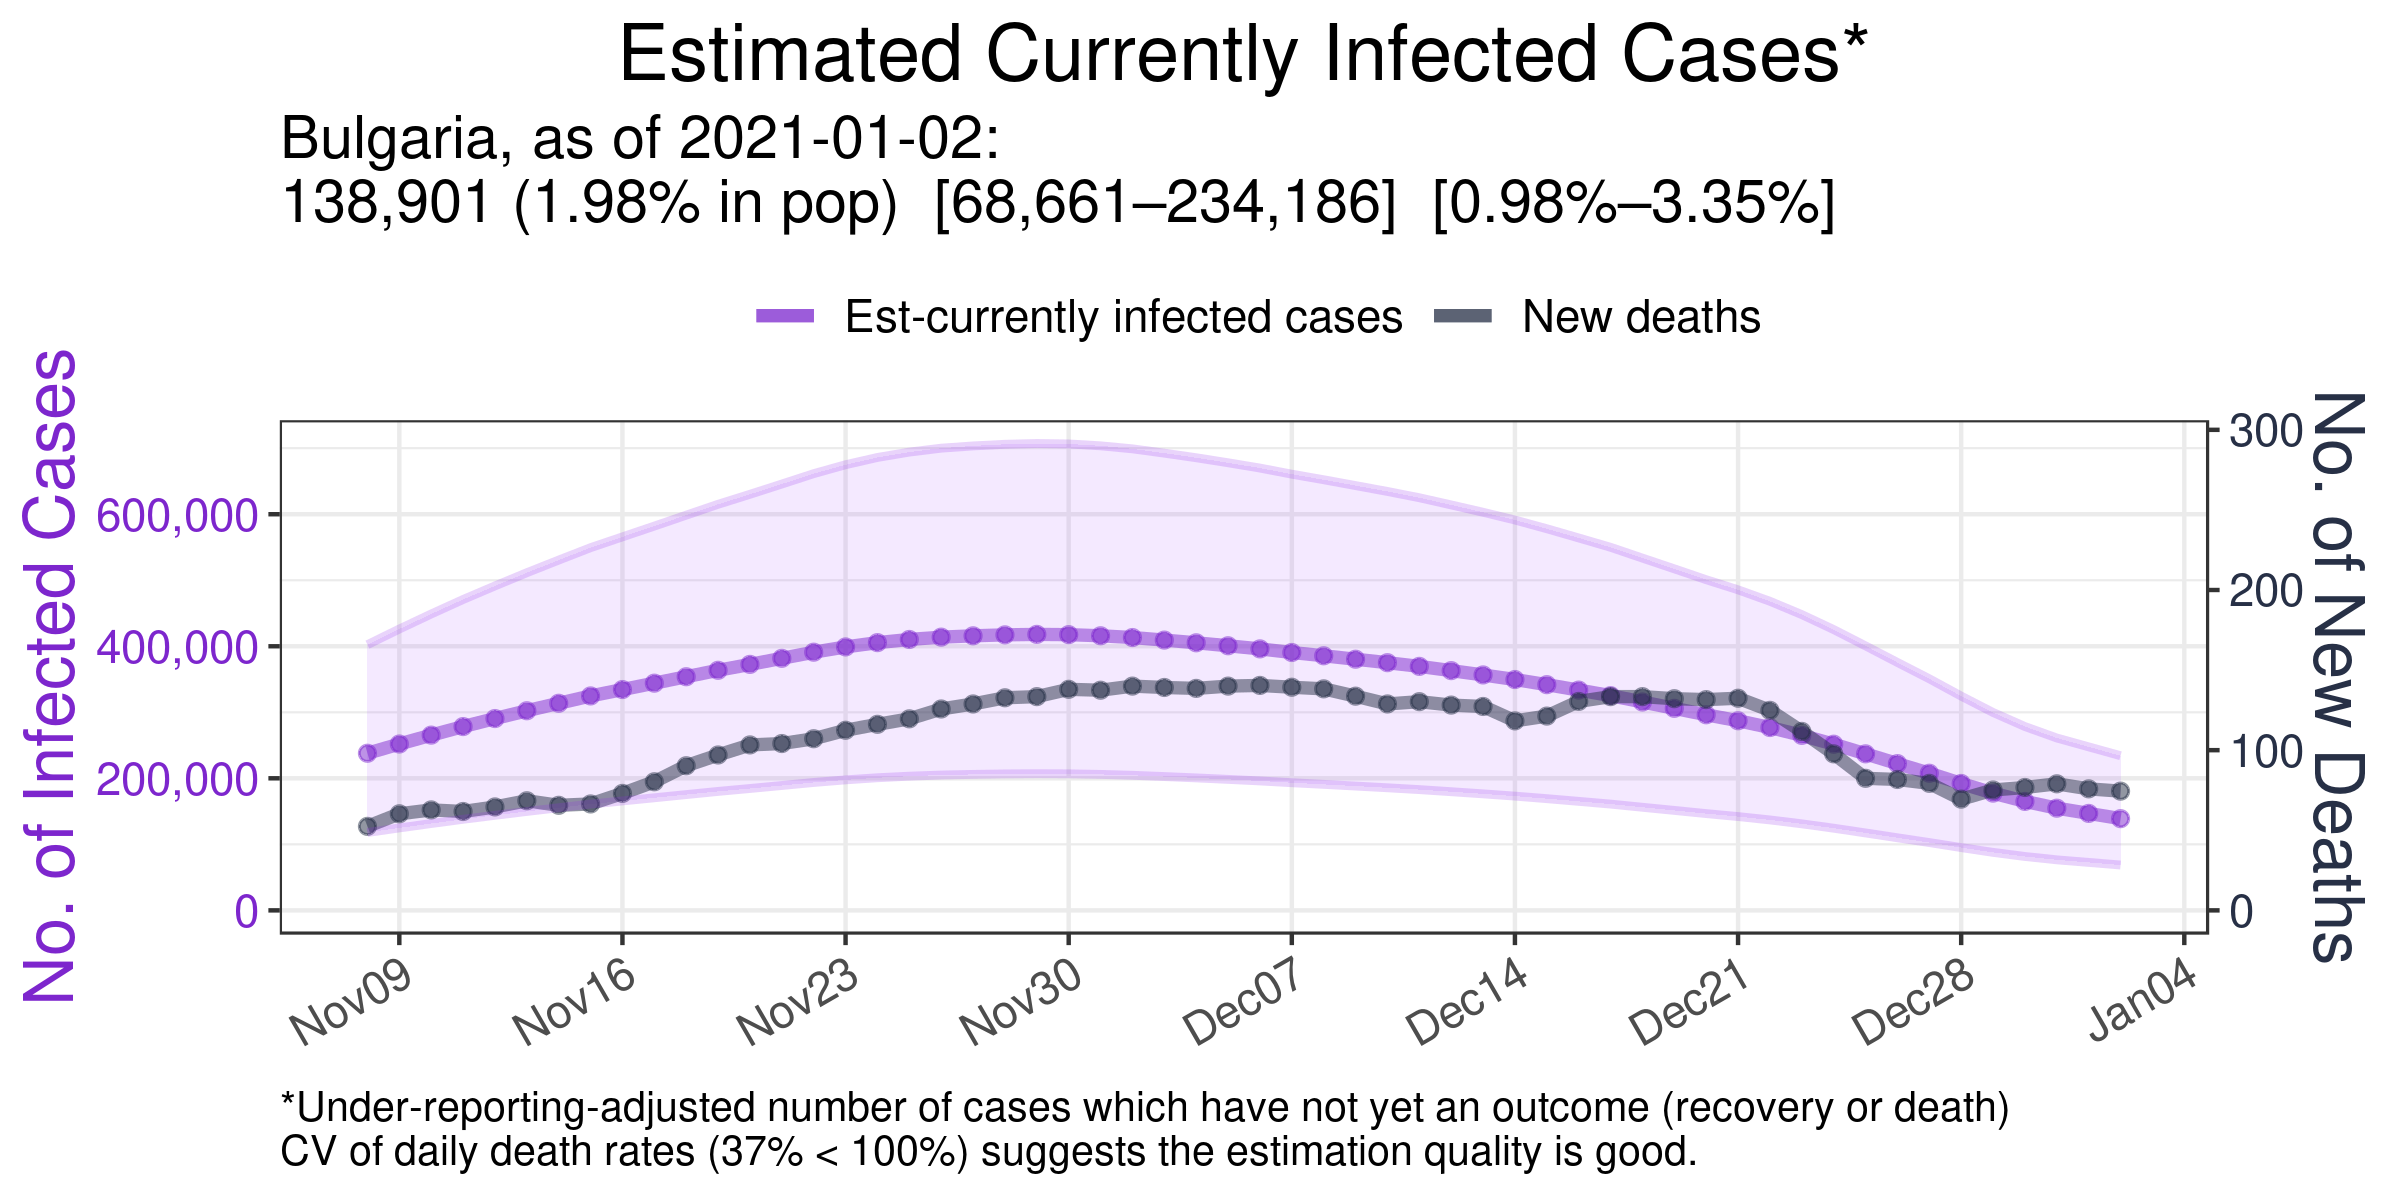 Estimated Currently Infected Cases*
Bulgaria, as of 2021-01-02:
138,901 (1.98% in pop)  [68,661–234,186]  [0.98%–3.35%]
Est-currently infected cases
New deaths
No. of Infected Cases
600,000
400,000
200,000
0
300
200
100
0
No. of New Deaths
Nov09
Nov16
Nov23
Nov30
Dec07
Dec14
Dec21
Dec28
Jan04
*Under-reporting-adjusted number of cases which have not yet an outcome (recovery or death)
CV of daily death rates (37% < 100%) suggests the estimation quality is good.